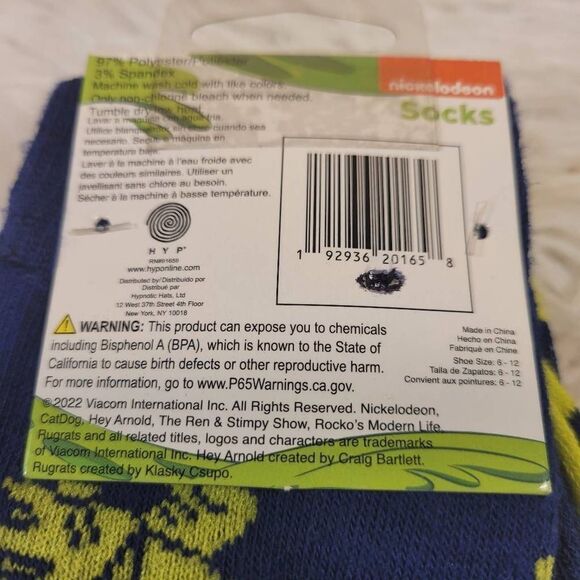 97% Polyester/Poliéster
3% Spandex
Machine wash cold with like colors.
Only non-chlorine bleach when needed.
Tumble dry low heat.
Lavar a máquina con agua fría.
Utilice blanqueador sin cloro cuando sea
necesario. Secar a máquina en
temperatura baja.
Laver à la machine à l'eau froide avec
des couleurs similaires. Utiliser un
javellisant sans chlore au besoin.
Sécher à la machine à basse température.
HYP®
RN#91659
www.hyponline.com
Distributed by/Distribuido por
Distribué par
Hypnotic Hats, Ltd
12 West 37th Street 4th Floor
New York, NY 10018
nickelodeon
Socks
1 92936 20165 8
WARNING: This product can expose you to chemicals
including Bisphenol A (BPA), which is known to the State of
California to cause birth defects or other reproductive harm.
For more information, go to www.P65Warnings.ca.gov.
Made in China
Hecho en China
Fabriqué en Chine
Shoe Size: 6 - 12
Talla de Zapatos: 6 - 12
Convient aux pointures: 6 - 12
©2022 Viacom International Inc. All Rights Reserved. Nickelodeon,
CatDog, Hey Arnold, The Ren & Stimpy Show, Rocko's Modern Life,
Rugrats and all related titles, logos and characters are trademarks
of Viacom International Inc. Hey Arnold created by Craig Bartlett.
Rugrats created by Klasky Csupo.